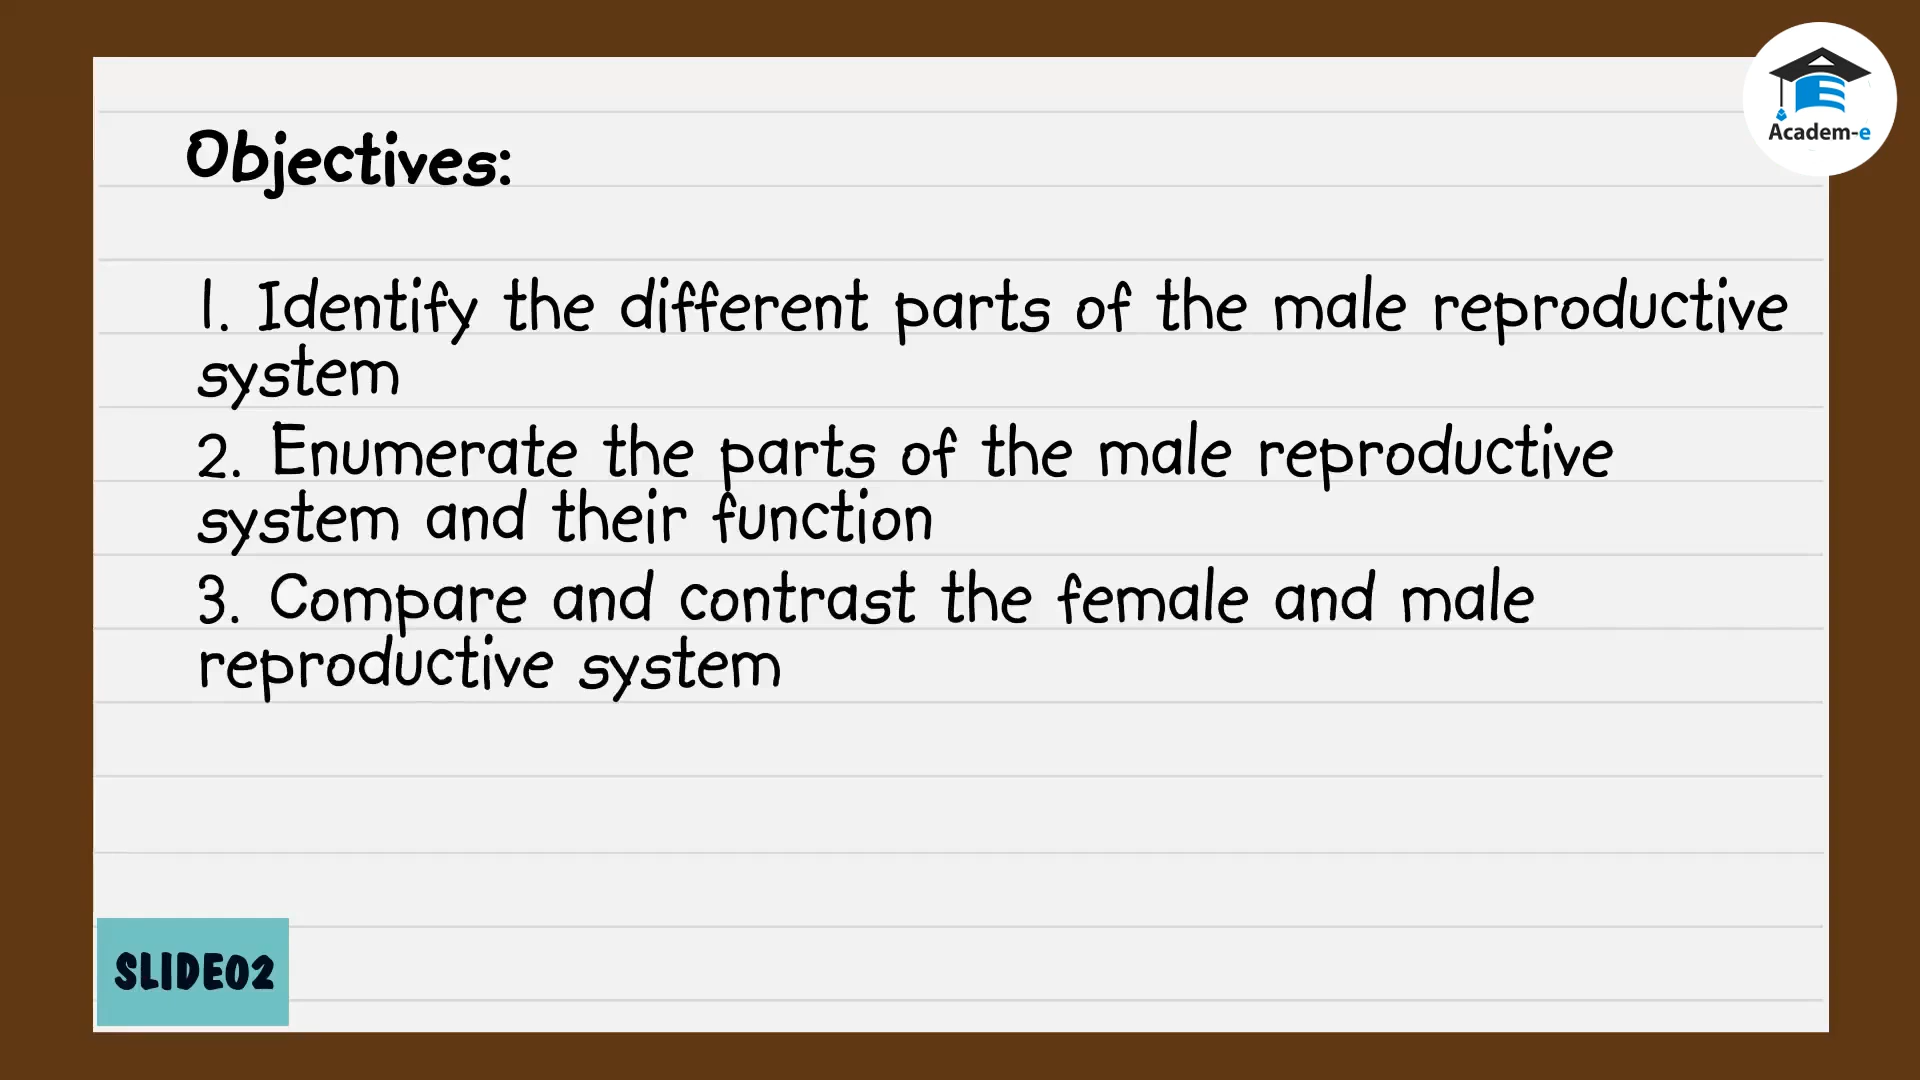 Academ-e
Objectives:
1. Identify the different parts of the male reproductive
system
2. Enumerate the parts of the male reproductive
system and their function
3. Compare and contrast the female and male
reproductive system
SLIDE02